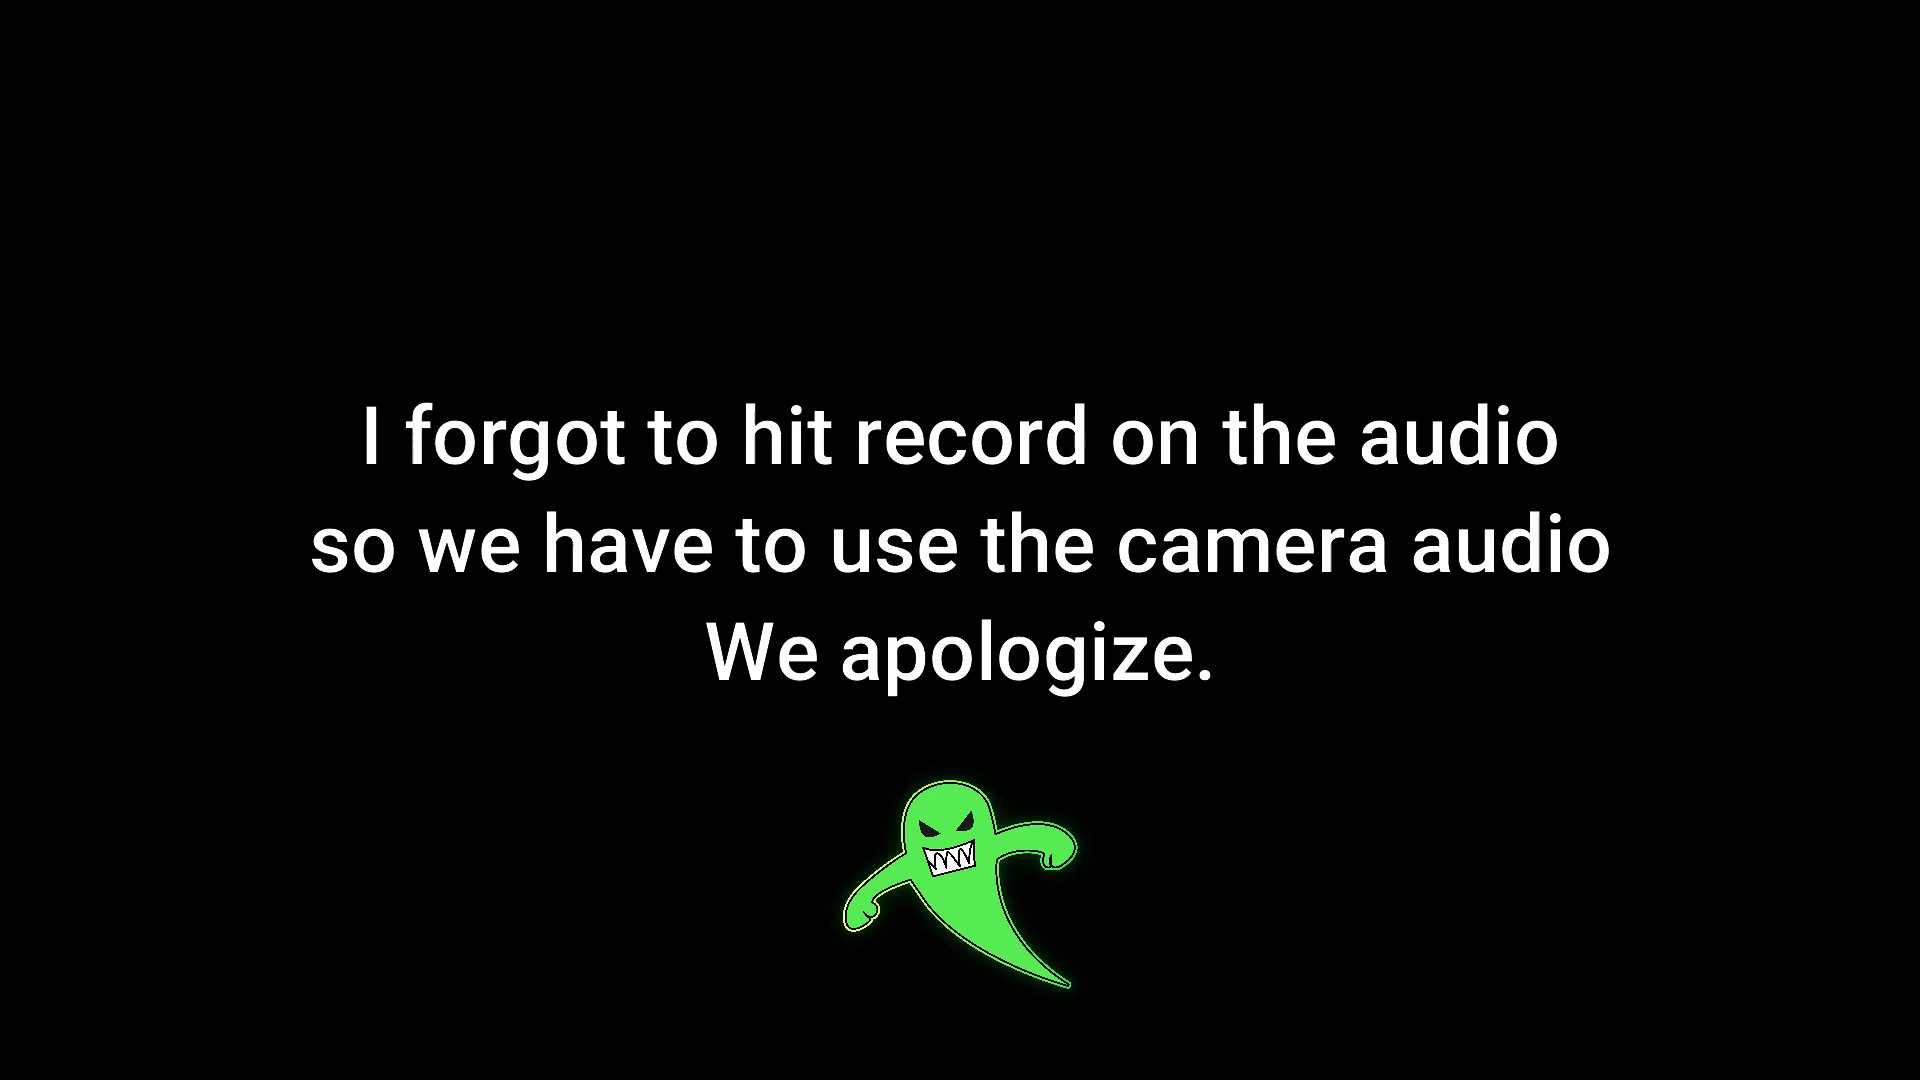 I forgot to hit record on the audio
so we have to use the camera audio
We apologize.